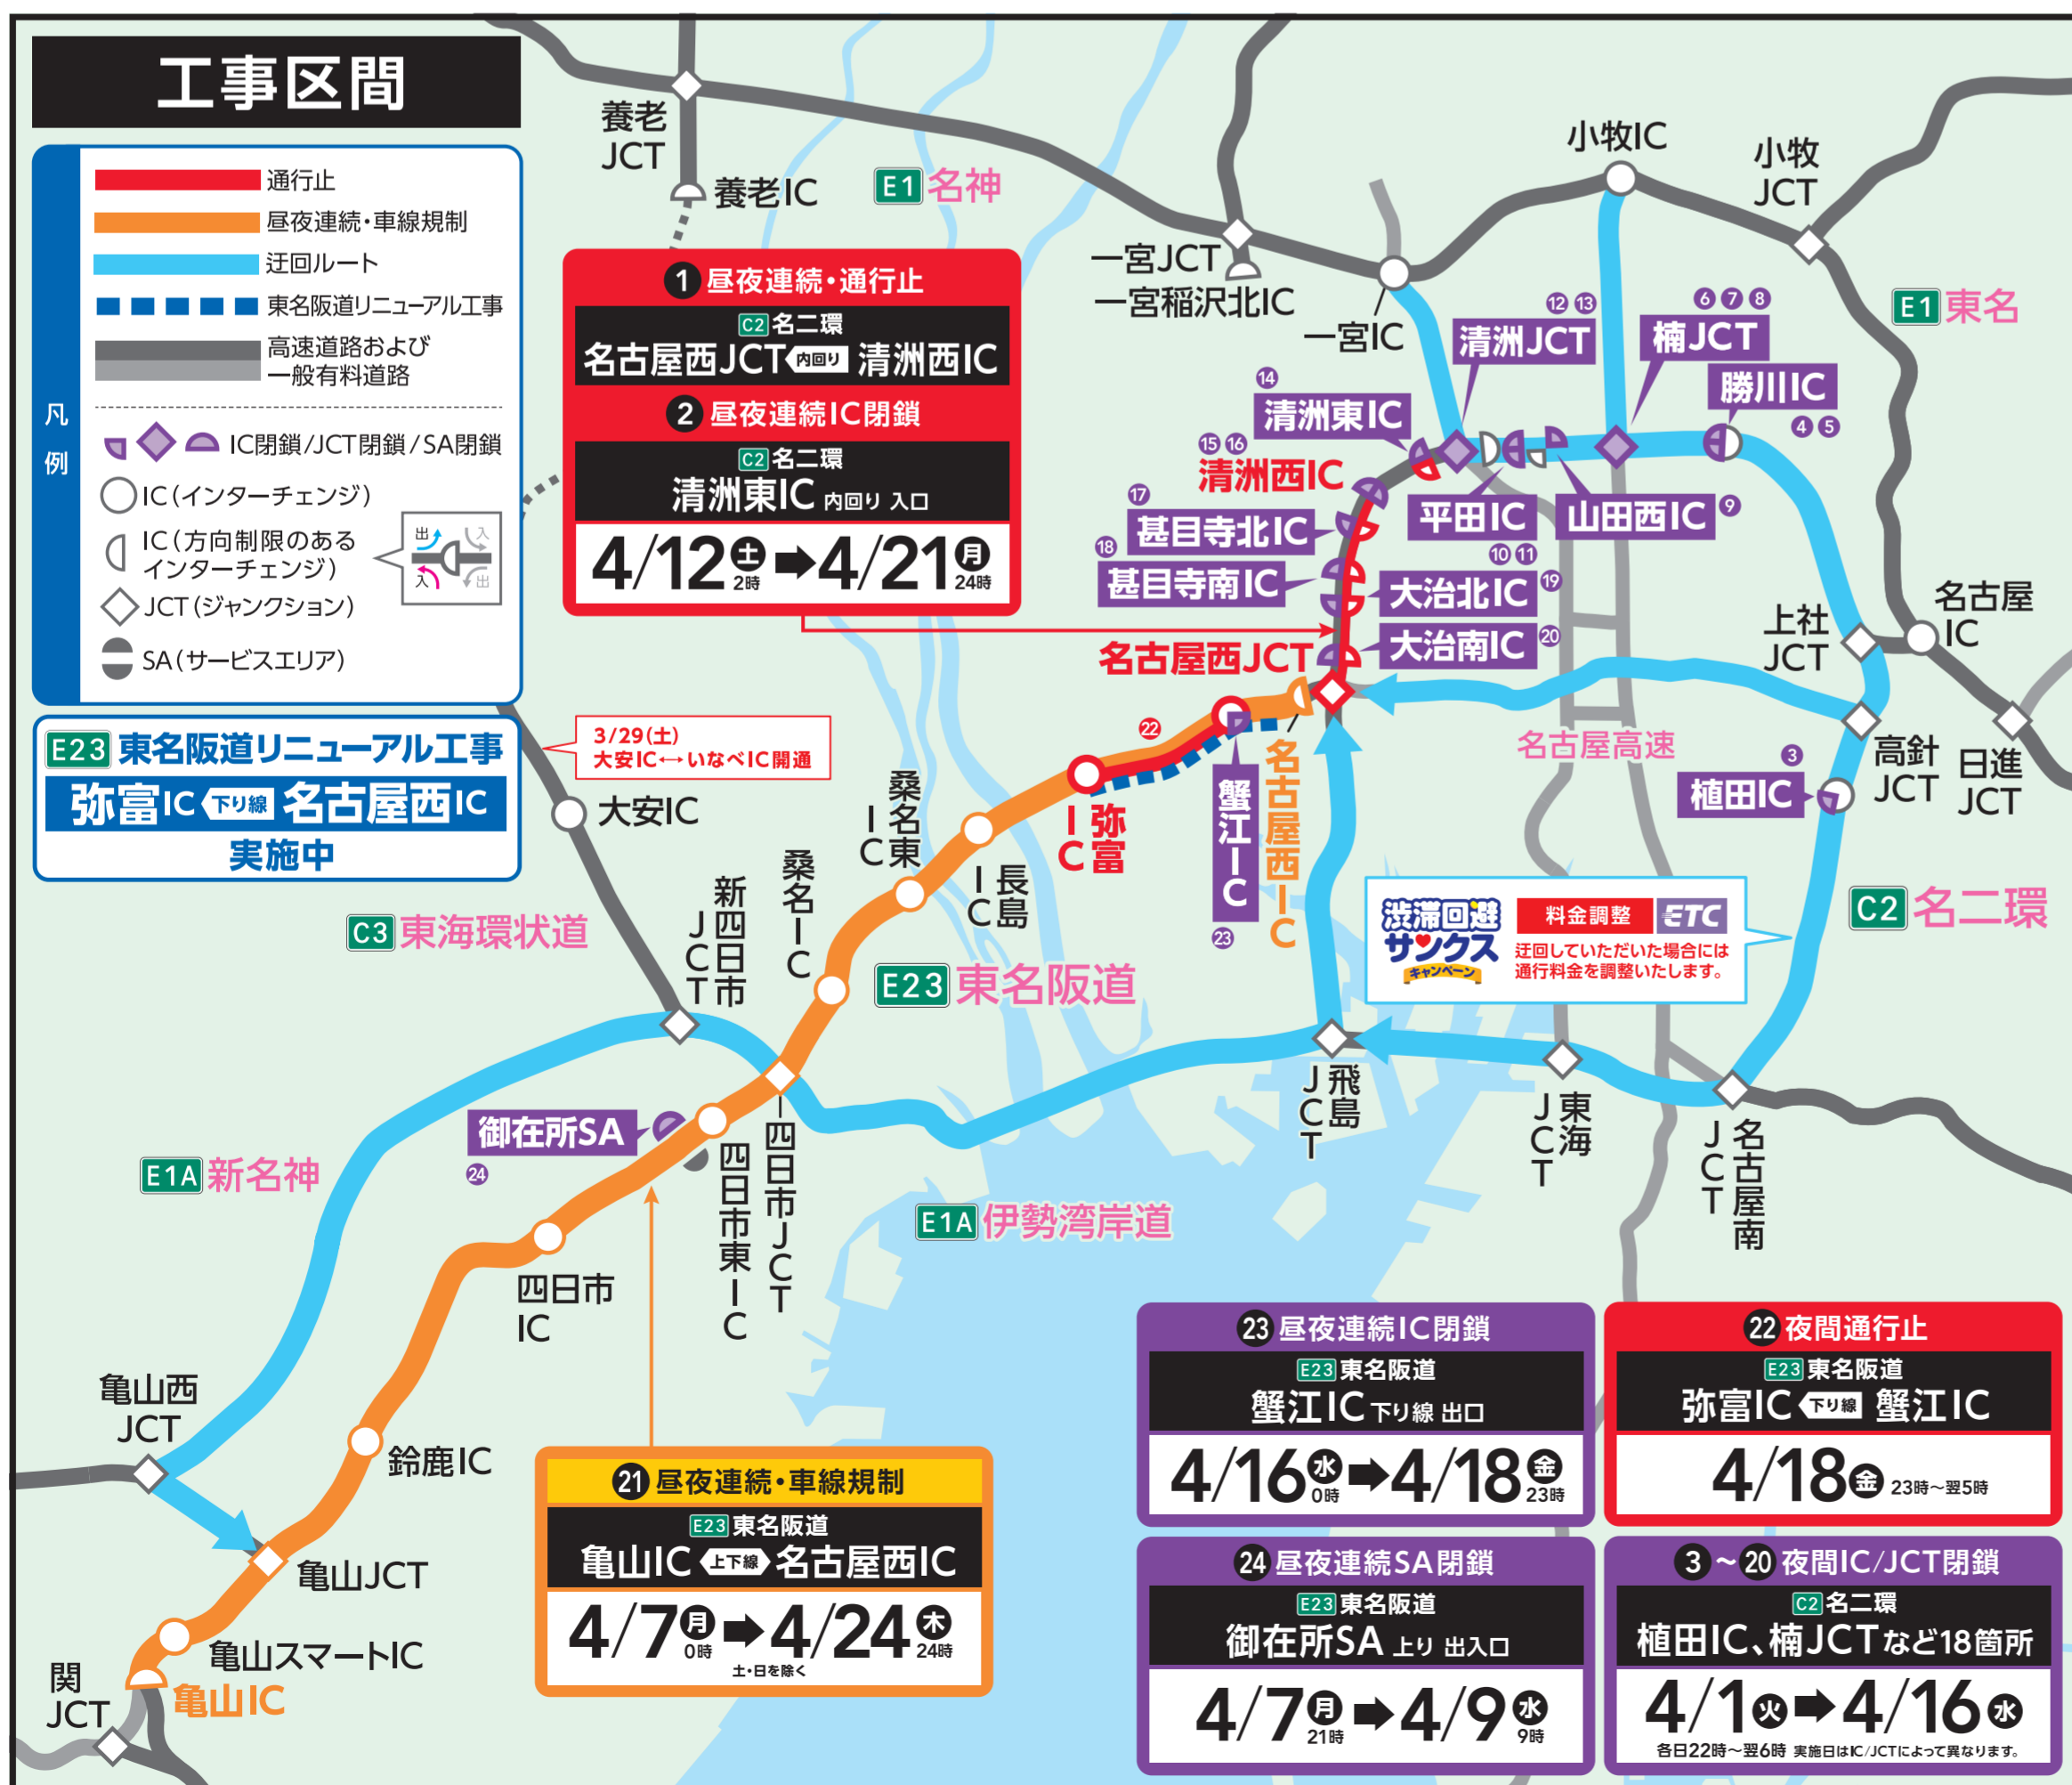 工事区間
凡例
通行止
昼夜連続・車線規制
迂回ルート
東名阪道リニューアル工事
高速道路および
一般有料道路
IC閉鎖/JCT閉鎖/SA閉鎖
IC(インターチェンジ)
IC(方向制限のある
インターチェンジ)
出 入
入 出
JCT(ジャンクション)
SA(サービスエリア)
E23 東名阪道リニューアル工事
弥富IC 下り線 名古屋西IC
実施中
養老
JCT
養老IC
E1 名神
1 昼夜連続・通行止
C2 名二環
名古屋西JCT 内回り 清洲西IC
2 昼夜連続IC閉鎖
C2 名二環
清洲東IC 内回り 入口
4/12 土 2時 ➡ 4/21 月 24時
一宮JCT
一宮稲沢北IC
一宮IC
小牧IC
小牧
JCT
E1 東名
12 13
清洲JCT
6 7 8
楠JCT
勝川IC
4 5
14
清洲東IC
15 16
清洲西IC
17
甚目寺北IC
18
甚目寺南IC
平田IC
10 11
山田西IC 9
大治北IC 19
大治南IC 20
名古屋西JCT
上社
JCT
名古屋
IC
高針
JCT
日進
JCT
3
植田IC
名古屋高速
C2 名二環
3/29(土)
大安IC↔いなべIC開通
大安IC
C3 東海環状道
新四日市
JCT
桑名IC
桑名東
IC
長島
IC
弥富
IC
22
蟹江IC
23
名古屋西IC
E23 東名阪道
渋滞回避
サンクス
キャンペーン
料金調整 ETC
迂回していただいた場合には
通行料金を調整いたします。
飛島
JCT
東海
JCT
名古屋南
JCT
御在所SA
24
四日市JCT
四日市東IC
E1A 新名神
E1A 伊勢湾岸道
四日市
IC
亀山西
JCT
鈴鹿IC
亀山JCT
亀山スマートIC
亀山IC
関
JCT
21 昼夜連続・車線規制
E23 東名阪道
亀山IC 上下線 名古屋西IC
4/7 月 0時 ➡ 4/24 木 24時
土・日を除く
23 昼夜連続IC閉鎖
E23 東名阪道
蟹江IC 下り線 出口
4/16 水 0時 ➡ 4/18 金 23時
22 夜間通行止
E23 東名阪道
弥富IC 下り線 蟹江IC
4/18 金 23時~翌5時
24 昼夜連続SA閉鎖
E23 東名阪道
御在所SA 上り 出入口
4/7 月 21時 ➡ 4/9 水 9時
3~20 夜間IC/JCT閉鎖
C2 名二環
植田IC、楠JCTなど18箇所
4/1 火 ➡ 4/16 水
各日22時~翌6時 実施日はIC/JCTによって異なります。